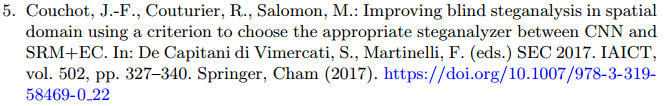 5. Couchot, J.-F., Couturier, R., Salomon, M.: Improving blind steganalysis in spatial
domain using a criterion to choose the appropriate steganalyzer between CNN and
SRM+EC. In: De Capitani di Vimercati, S., Martinelli, F. (eds.) SEC 2017. IAICT,
vol. 502, pp. 327–340. Springer, Cham (2017). https://doi.org/10.1007/978-3-319-
58469-0_22